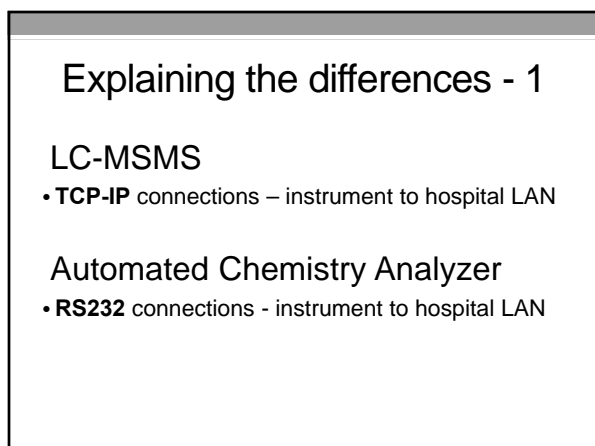 Explaining the differences - 1
LC-MSMS
• TCP-IP connections – instrument to hospital LAN
Automated Chemistry Analyzer
• RS232 connections - instrument to hospital LAN